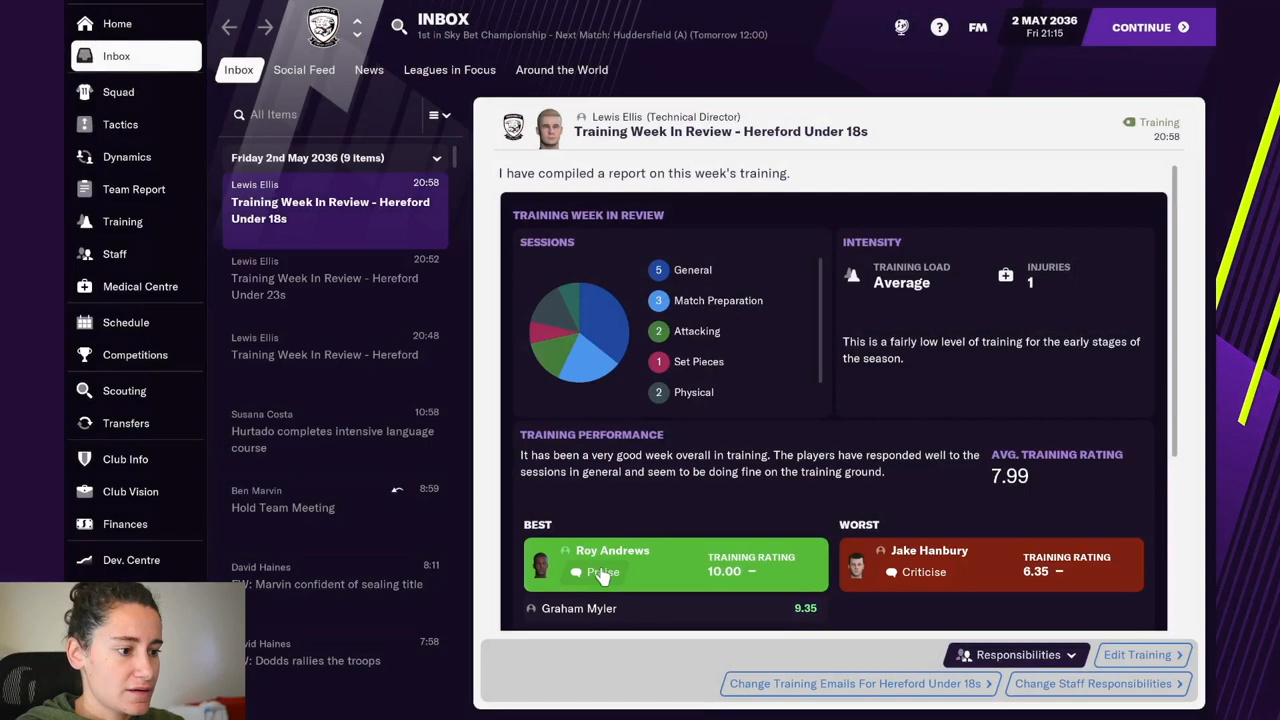 Home
Inbox
Squad
Tactics
Dynamics
Team Report
Training
Staff
Medical Centre
Schedule
Competitions
Scouting
Transfers
Club Info
Club Vision
Finances
Dev. Centre
INBOX
1st in Sky Bet Championship - Next Match: Huddersfield (A) (Tomorrow 12:00)
?
FM
2 MAY 2036
Fri 21:15
CONTINUE
Inbox
Social Feed
News
Leagues in Focus
Around the World
All Items
Friday 2nd May 2036 (9 items)
Lewis Ellis 20:58
Training Week In Review - Hereford
Under 18s
Lewis Ellis 20:52
Training Week In Review - Hereford
Under 23s
Lewis Ellis 20:48
Training Week In Review - Hereford
Susana Costa 10:58
Hurtado completes intensive language
course
Ben Marvin 8:59
Hold Team Meeting
David Haines 8:11
FW: Marvin confident of sealing title
David Haines 7:58
FW: Dodds rallies the troops
Lewis Ellis (Technical Director)
Training Week In Review - Hereford Under 18s
Training
20:58
I have compiled a report on this week's training.
TRAINING WEEK IN REVIEW
SESSIONS
5 General
3 Match Preparation
2 Attacking
1 Set Pieces
2 Physical
INTENSITY
TRAINING LOAD
Average
INJURIES
1
This is a fairly low level of training for the early stages of
the season.
TRAINING PERFORMANCE
It has been a very good week overall in training. The players have responded well to the
sessions in general and seem to be doing fine on the training ground.
AVG. TRAINING RATING
7.99
BEST
Roy Andrews
Praise
TRAINING RATING
10.00 –
Graham Myler 9.35
WORST
Jake Hanbury
Criticise
TRAINING RATING
6.35 –
Responsibilities
Edit Training
Change Training Emails For Hereford Under 18s
Change Staff Responsibilities